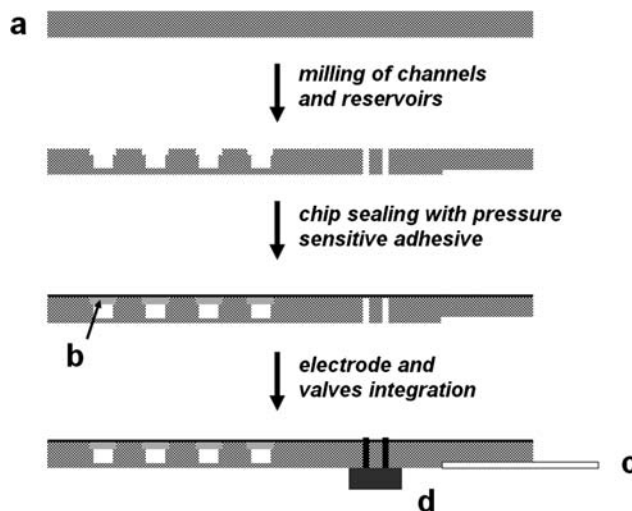 a
milling of channels
and reservoirs
chip sealing with pressure
sensitive adhesive
b
electrode and
valves integration
c
d